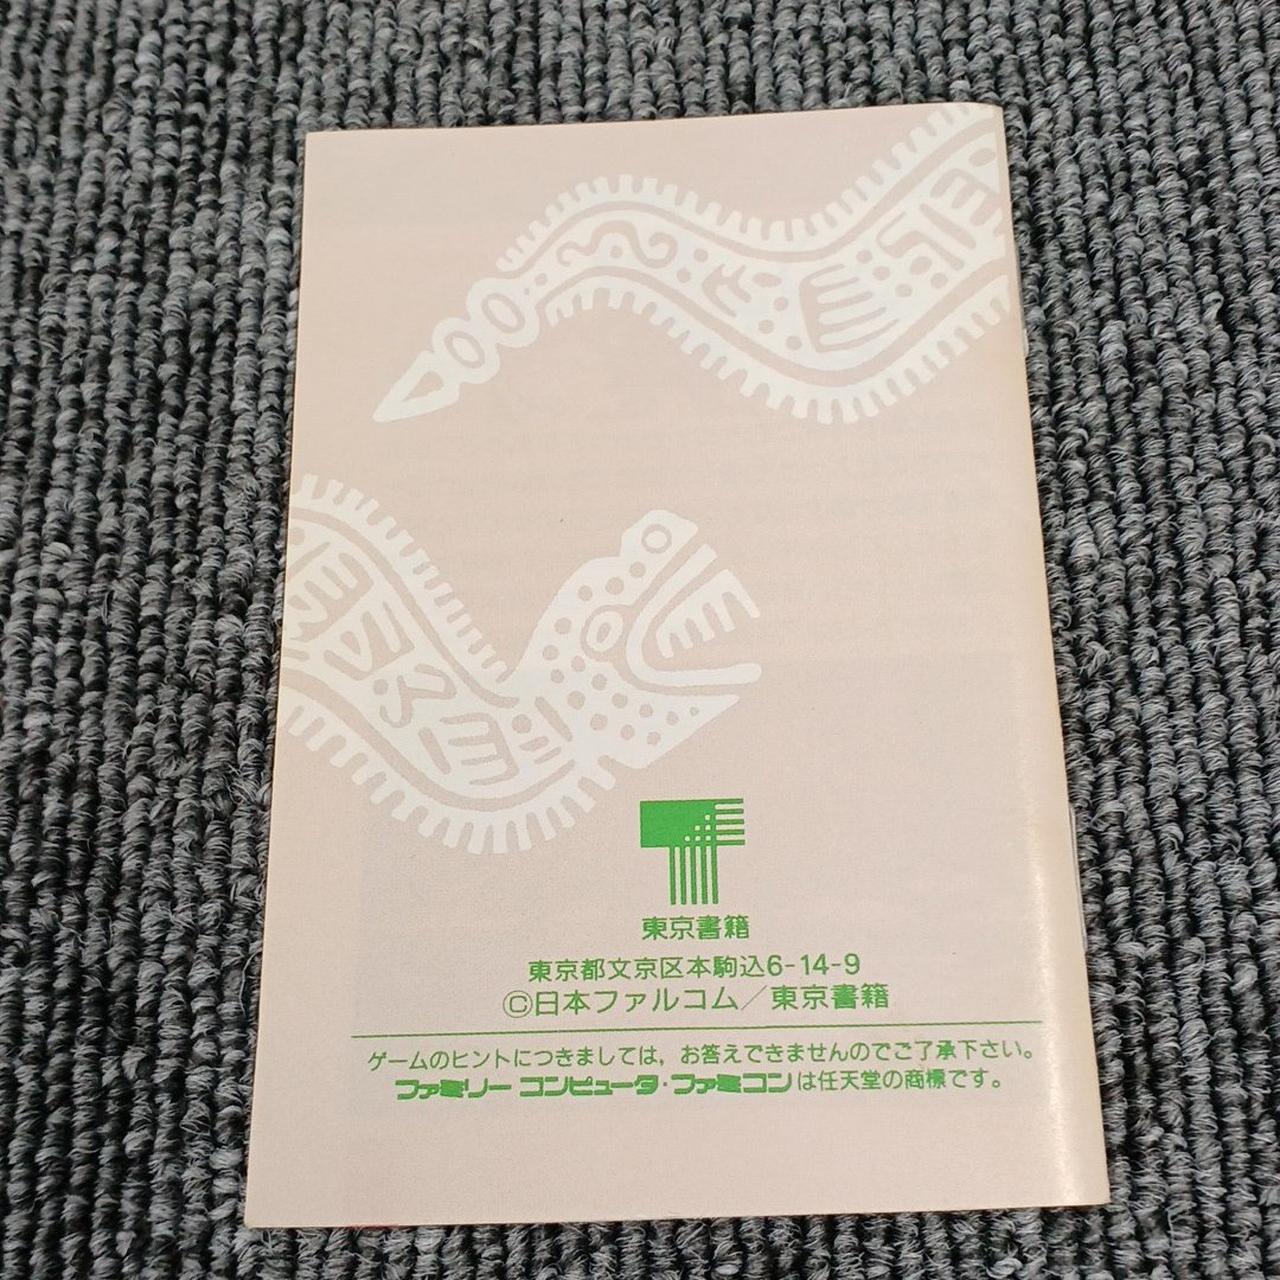 東京書籍
東京都文京区本駒込6-14-9
©日本ファルコム／東京書籍
ゲームのヒントにつきましては，お答えできませんのでご了承下さい。
ファミリー コンピュータ・ファミコンは任天堂の商標です。